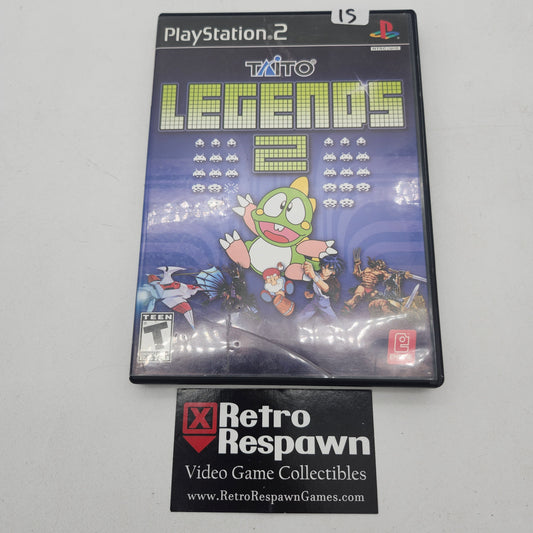 15
PlayStation.2
TAITO
LEGENDS
2
TEEN
T
Retro
Respawn
Video Game Collectibles
www.RetroRespawnGames.com